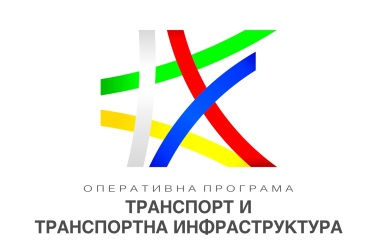 ОПЕРАТИВНА ПРОГРАМА
ТРАНСПОРТ И
ТРАНСПОРТНА ИНФРАСТРУКТУРА